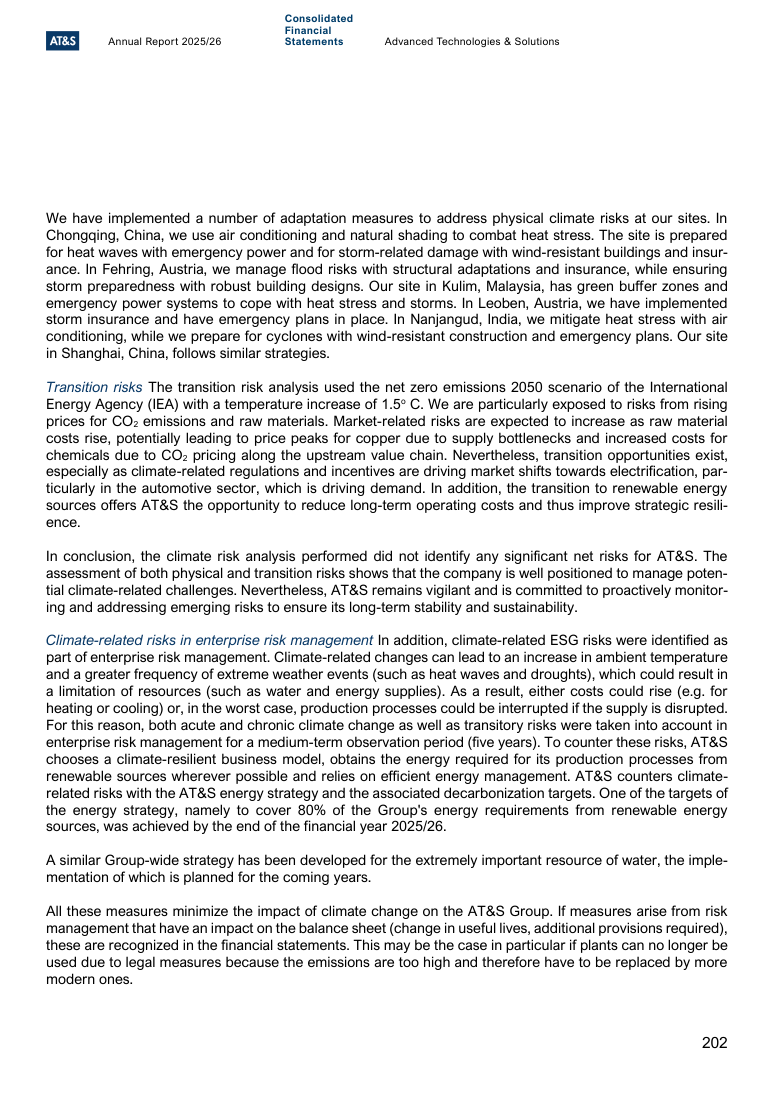 Consolidated
Financial
Statements
AT&S
Annual Report 2025/26
Advanced Technologies & Solutions
We have implemented a number of adaptation measures to address physical climate risks at our sites. In
Chongqing, China, we use air conditioning and natural shading to combat heat stress. The site is prepared
for heat waves with emergency power and for storm-related damage with wind-resistant buildings and insur-
ance. In Fehring, Austria, we manage flood risks with structural adaptations and insurance, while ensuring
storm preparedness with robust building designs. Our site in Kulim, Malaysia, has green buffer zones and
emergency power systems to cope with heat stress and storms. In Leoben, Austria, we have implemented
storm insurance and have emergency plans in place. In Nanjangud, India, we mitigate heat stress with air
conditioning, while we prepare for cyclones with wind-resistant construction and emergency plans. Our site
in Shanghai, China, follows similar strategies.
Transition risks The transition risk analysis used the net zero emissions 2050 scenario of the International
Energy Agency (IEA) with a temperature increase of 1.5° C. We are particularly exposed to risks from rising
prices for CO₂ emissions and raw materials. Market-related risks are expected to increase as raw material
costs rise, potentially leading to price peaks for copper due to supply bottlenecks and increased costs for
chemicals due to CO₂ pricing along the upstream value chain. Nevertheless, transition opportunities exist,
especially as climate-related regulations and incentives are driving market shifts towards electrification, par-
ticularly in the automotive sector, which is driving demand. In addition, the transition to renewable energy
sources offers AT&S the opportunity to reduce long-term operating costs and thus improve strategic resili-
ence.
In conclusion, the climate risk analysis performed did not identify any significant net risks for AT&S. The
assessment of both physical and transition risks shows that the company is well positioned to manage poten-
tial climate-related challenges. Nevertheless, AT&S remains vigilant and is committed to proactively monitor-
ing and addressing emerging risks to ensure its long-term stability and sustainability.
Climate-related risks in enterprise risk management In addition, climate-related ESG risks were identified as
part of enterprise risk management. Climate-related changes can lead to an increase in ambient temperature
and a greater frequency of extreme weather events (such as heat waves and droughts), which could result in
a limitation of resources (such as water and energy supplies). As a result, either costs could rise (e.g. for
heating or cooling) or, in the worst case, production processes could be interrupted if the supply is disrupted.
For this reason, both acute and chronic climate change as well as transitory risks were taken into account in
enterprise risk management for a medium-term observation period (five years). To counter these risks, AT&S
chooses a climate-resilient business model, obtains the energy required for its production processes from
renewable sources wherever possible and relies on efficient energy management. AT&S counters climate-
related risks with the AT&S energy strategy and the associated decarbonization targets. One of the targets of
the energy strategy, namely to cover 80% of the Group's energy requirements from renewable energy
sources, was achieved by the end of the financial year 2025/26.
A similar Group-wide strategy has been developed for the extremely important resource of water, the imple-
mentation of which is planned for the coming years.
All these measures minimize the impact of climate change on the AT&S Group. If measures arise from risk
management that have an impact on the balance sheet (change in useful lives, additional provisions required),
these are recognized in the financial statements. This may be the case in particular if plants can no longer be
used due to legal measures because the emissions are too high and therefore have to be replaced by more
modern ones.
202